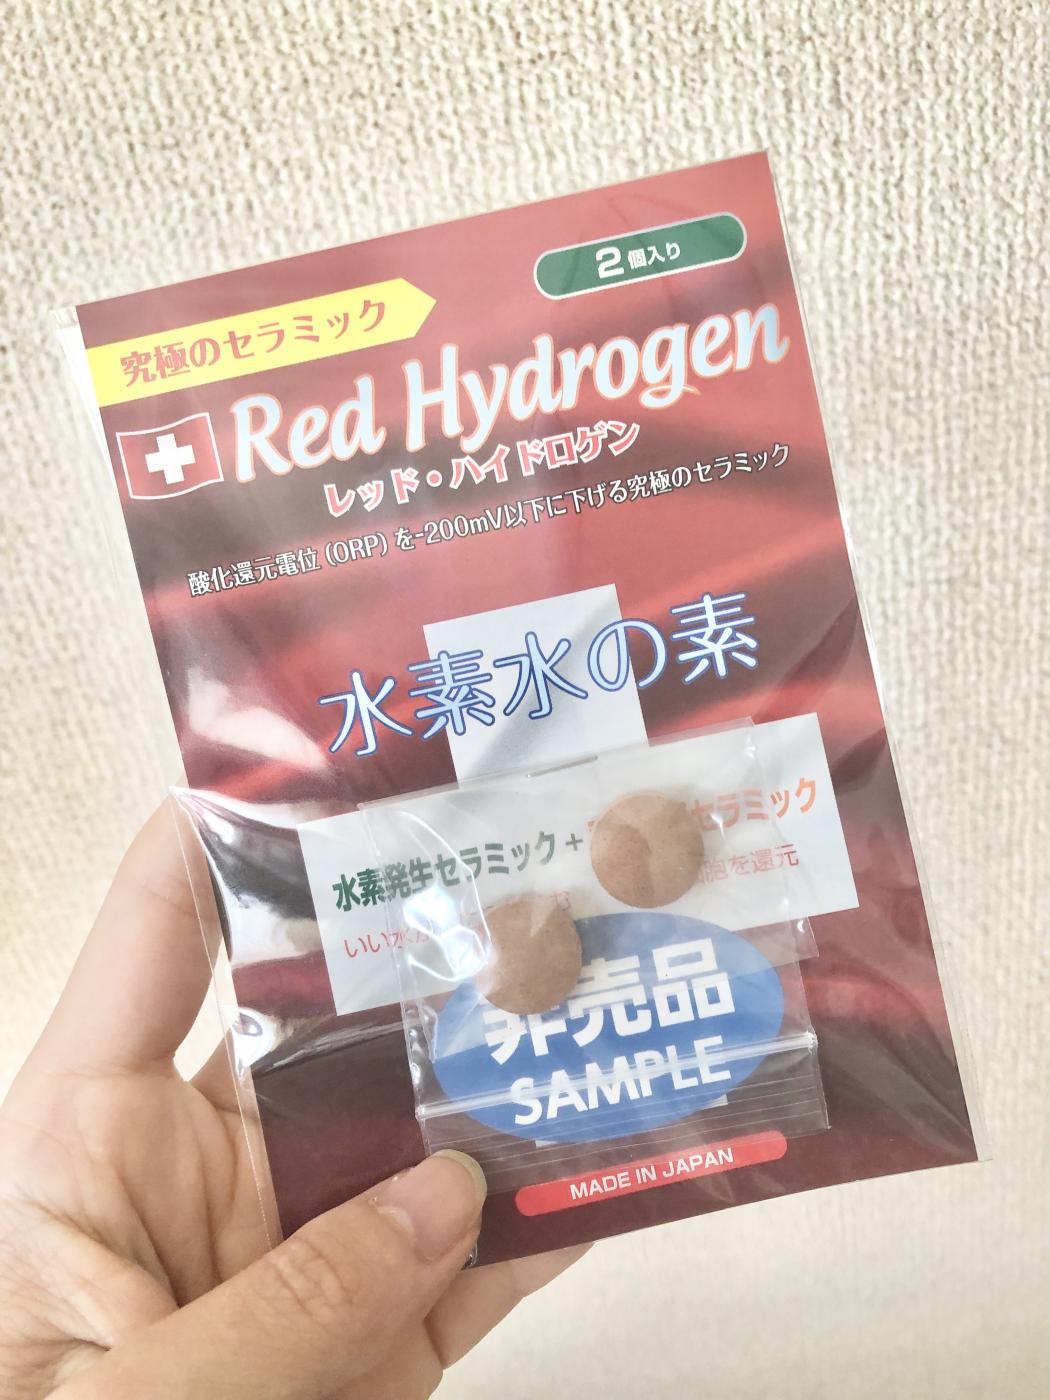 2個入り
究極のセラミック
Red Hydrogen
レッド・ハイドロゲン
酸化還元電位 (ORP) を-200mV以下に下げる究極のセラミック
水素水の素
水素発生セラミック + セラミック
いい水 を還元
非売品
SAMPLE
MADE IN JAPAN